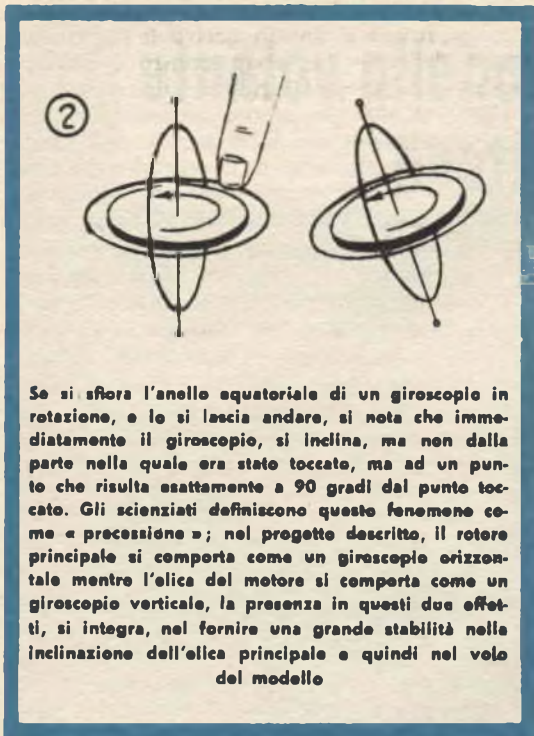 2
Se si sfiora l'anello equatoriale di un giroscopio in
rotazione, e lo si lascia andare, si nota che imme-
diatamente il giroscopio, si inclina, ma non dalla
parte nella quale era stato toccato, ma ad un pun-
to che risulta esattamente a 90 gradi dal punto toc-
cato. Gli scienziati definiscono questo fenomeno co-
me « precessione »; nel progetto descritto, il rotore
principale si comporta come un giroscopio orizzon-
tale mentre l'elica del motore si comporta come un
giroscopio verticale, la presenza in questi due effet-
ti, si integra, nel fornire una grande stabilità nella
inclinazione dell'elica principale e quindi nel volo
del modello